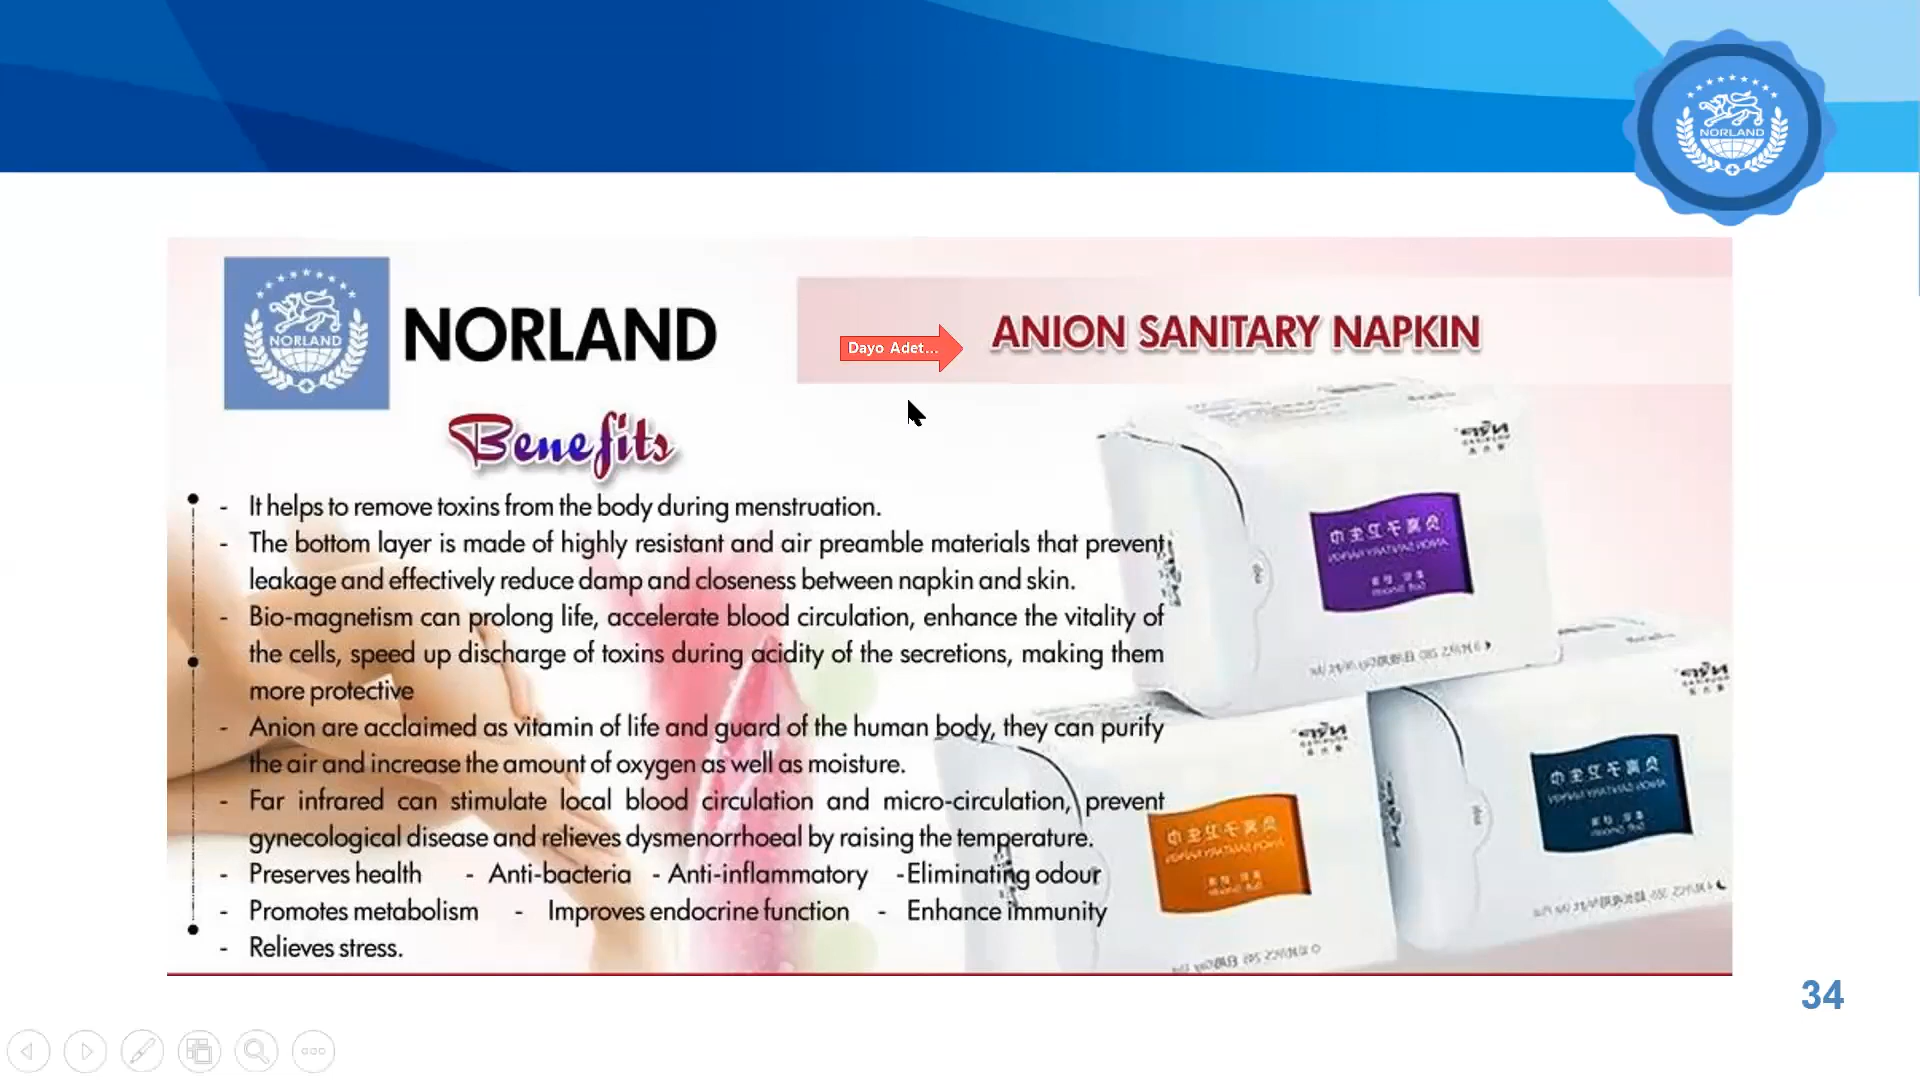 NORLAND
NORLAND
NORLAND
Dayo Adet...
ANION SANITARY NAPKIN
Benefits
- It helps to remove toxins from the body during menstruation.
- The bottom layer is made of highly resistant and air preamble materials that prevent
leakage and effectively reduce damp and closeness between napkin and skin.
- Bio-magnetism can prolong life, accelerate blood circulation, enhance the vitality of
the cells, speed up discharge of toxins during acidity of the secretions, making them
more protective
- Anion are acclaimed as vitamin of life and guard of the human body, they can purify
the air and increase the amount of oxygen as well as moisture.
- Far infrared can stimulate local blood circulation and micro-circulation, prevent
gynecological disease and relieves dysmenorrhoeal by raising the temperature.
- Preserves health - Anti-bacteria - Anti-inflammatory -Eliminating odour
- Promotes metabolism - Improves endocrine function - Enhance immunity
- Relieves stress.
34